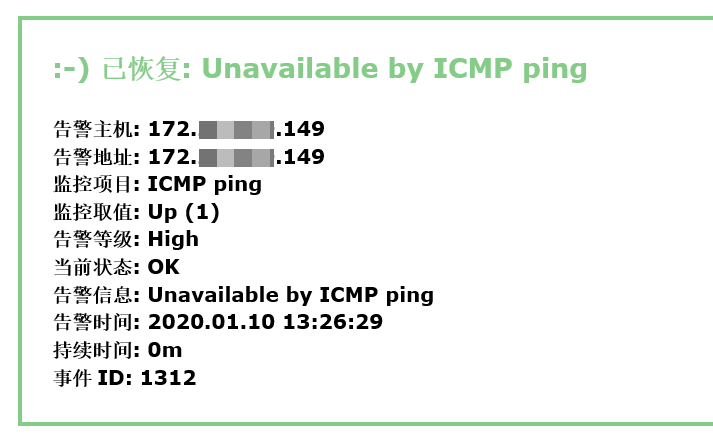 :-) 已恢复: Unavailable by ICMP ping
告警主机: 172. .149
告警地址: 172. .149
监控项目: ICMP ping
监控取值: Up (1)
告警等级: High
当前状态: OK
告警信息: Unavailable by ICMP ping
告警时间: 2020.01.10 13:26:29
持续时间: 0m
事件 ID: 1312